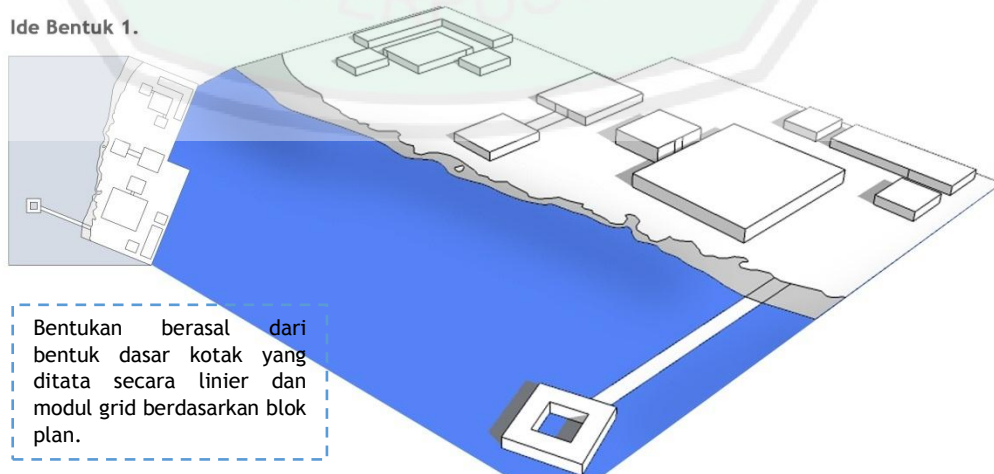 Ide Bentuk 1.
Bentukan berasal dari
bentuk dasar kotak yang
ditata secara linier dan
modul grid berdasarkan blok
plan.